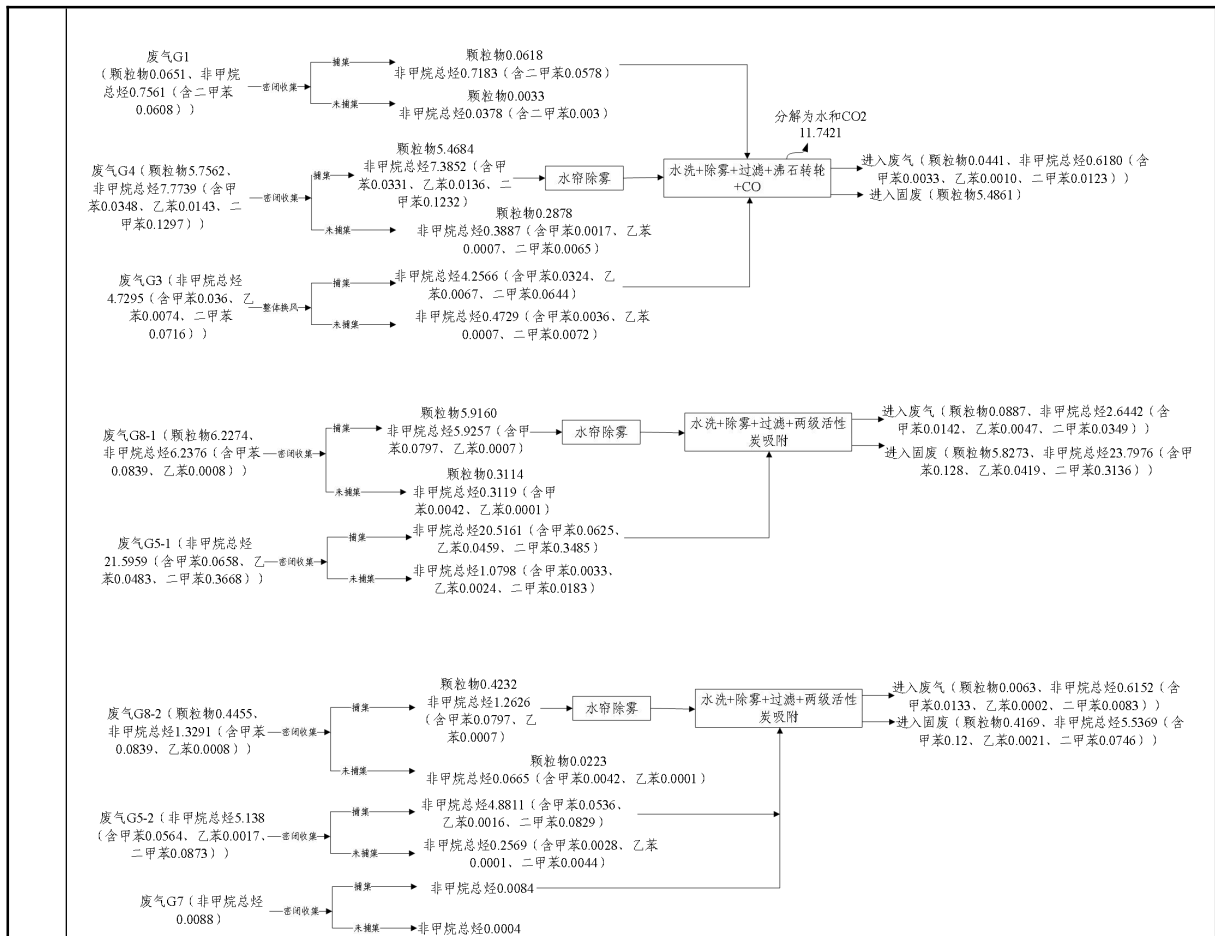 废气G1
（颗粒物0.0651、非甲烷
总烃0.7561（含二甲苯
0.0608））
密闭收集
捕集
颗粒物0.0618
非甲烷总烃0.7183（含二甲苯0.0578）
未捕集
颗粒物0.0033
非甲烷总烃0.0378（含二甲苯0.003）
废气G4（颗粒物5.7562、
非甲烷总烃7.7739（含甲
苯0.0348、乙苯0.0143、二
甲苯0.1297））
密闭收集
捕集
颗粒物5.4684
非甲烷总烃7.3852（含甲
苯0.0331、乙苯0.0136、二
甲苯0.1232）
水帘除雾
未捕集
颗粒物0.2878
非甲烷总烃0.3887（含甲苯0.0017、乙苯
0.0007、二甲苯0.0065）
废气G3（非甲烷总烃
4.7295（含甲苯0.036、乙
苯0.0074、二甲苯
0.0716））
整体换风
捕集
非甲烷总烃4.2566（含甲苯0.0324、乙
苯0.0067、二甲苯0.0644）
未捕集
非甲烷总烃0.4729（含甲苯0.0036、乙苯
0.0007、二甲苯0.0072）
分解为水和CO2
11.7421
水洗+除雾+过滤+沸石转轮
+CO
进入废气（颗粒物0.0441、非甲烷总烃0.6180（含
甲苯0.0033、乙苯0.0010、二甲苯0.0123））
进入固废（颗粒物5.4861）
废气G8-1（颗粒物6.2274、
非甲烷总烃6.2376（含甲苯
0.0839、乙苯0.0008））
密闭收集
捕集
颗粒物5.9160
非甲烷总烃5.9257（含甲
苯0.0797、乙苯0.0007）
水帘除雾
未捕集
颗粒物0.3114
非甲烷总烃0.3119（含甲
苯0.0042、乙苯0.0001）
废气G5-1（非甲烷总烃
21.5959（含甲苯0.0658、乙
苯0.0483、二甲苯0.3668））
密闭收集
捕集
非甲烷总烃20.5161（含甲苯0.0625、
乙苯0.0459、二甲苯0.3485）
未捕集
非甲烷总烃1.0798（含甲苯0.0033、
乙苯0.0024、二甲苯0.0183）
水洗+除雾+过滤+两级活性
炭吸附
进入废气（颗粒物0.0887、非甲烷总烃2.6442（含
甲苯0.0142、乙苯0.0047、二甲苯0.0349））
进入固废（颗粒物5.8273、非甲烷总烃23.7976（含甲
苯0.128、乙苯0.0419、二甲苯0.3136））
废气G8-2（颗粒物0.4455、
非甲烷总烃1.3291（含甲苯
0.0839、乙苯0.0008））
密闭收集
捕集
颗粒物0.4232
非甲烷总烃1.2626
（含甲苯0.0797、乙
苯0.0007）
水帘除雾
未捕集
颗粒物0.0223
非甲烷总烃0.0665（含甲苯0.0042、乙苯0.0001）
废气G5-2（非甲烷总烃5.138
（含甲苯0.0564、乙苯0.0017、
二甲苯0.0873））
密闭收集
捕集
非甲烷总烃4.8811（含甲苯0.0536、
乙苯0.0016、二甲苯0.0829）
未捕集
非甲烷总烃0.2569（含甲苯0.0028、乙苯
0.0001、二甲苯0.0044）
废气G7（非甲烷总烃
0.0088）
密闭收集
捕集
非甲烷总烃0.0084
未捕集
非甲烷总烃0.0004
水洗+除雾+过滤+两级活性
炭吸附
进入废气（颗粒物0.0063、非甲烷总烃0.6152（含
甲苯0.0133、乙苯0.0002、二甲苯0.0083））
进入固废（颗粒物0.4169、非甲烷总烃5.5369（含
甲苯0.12、乙苯0.0021、二甲苯0.0746））